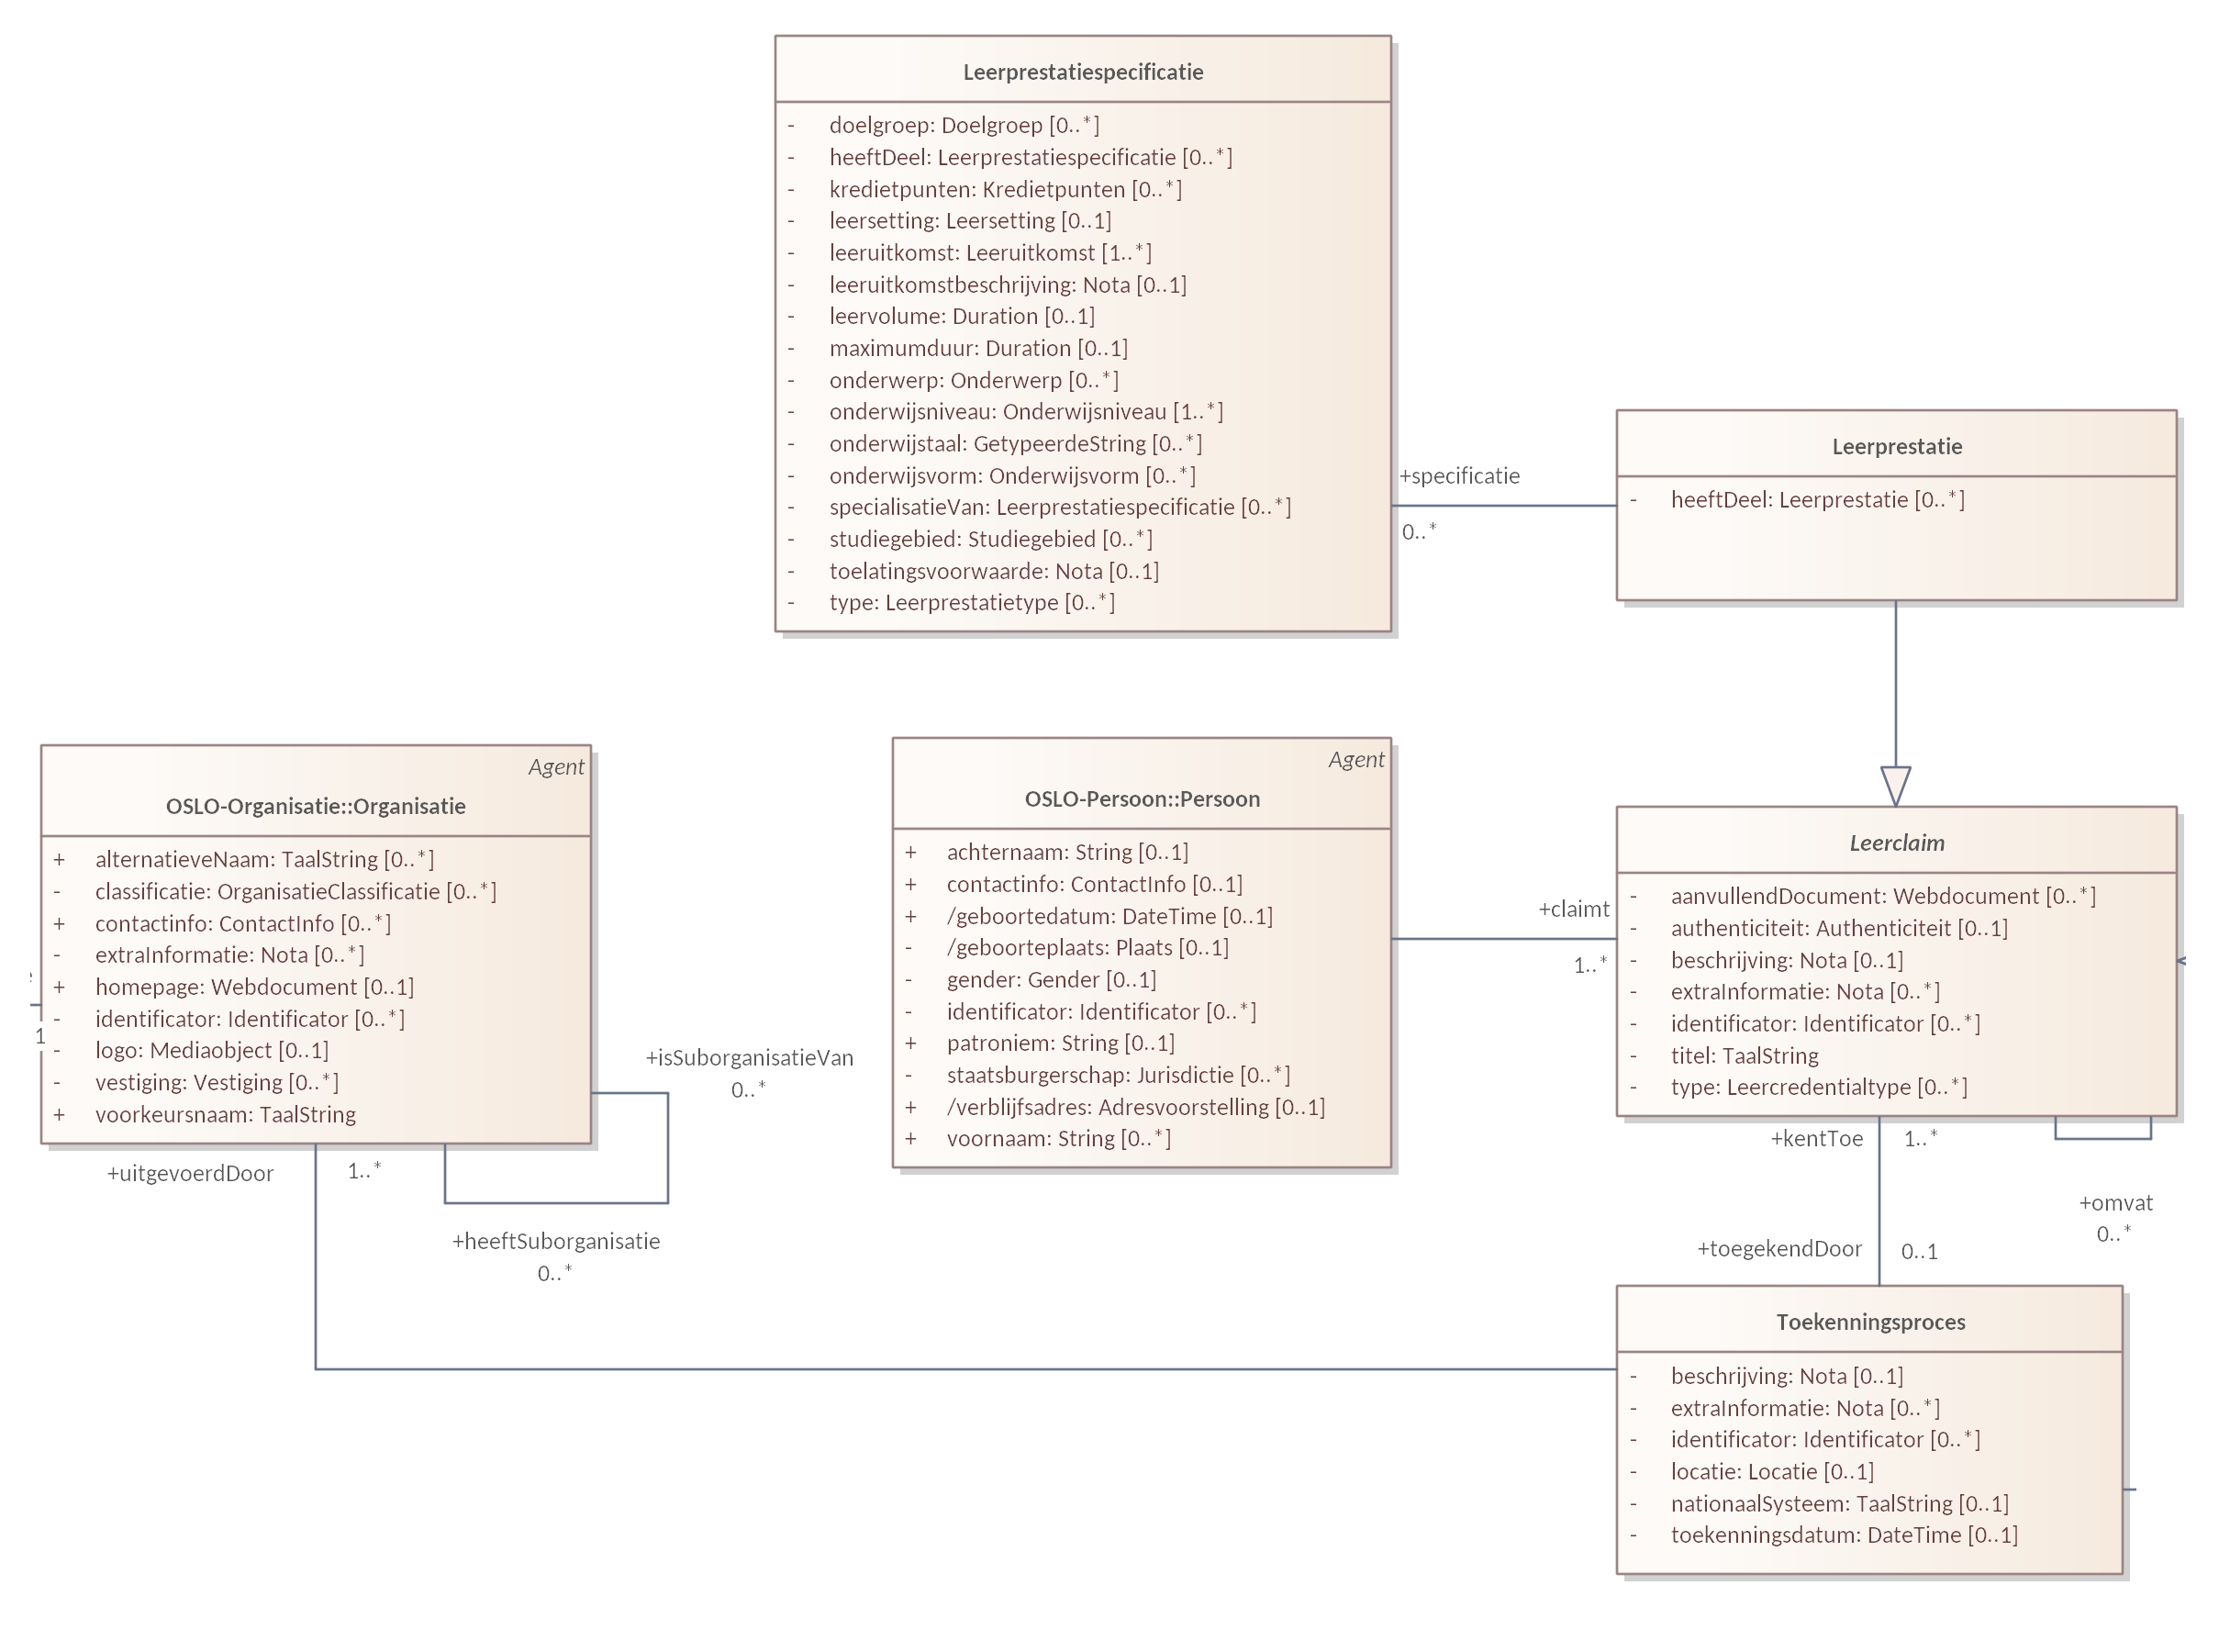 Leerprestatiespecificatie
- doelgroep: Doelgroep [0..*]
- heeftDeel: Leerprestatiespecificatie [0..*]
- kredietpunten: Kredietpunten [0..*]
- leersetting: Leersetting [0..1]
- leeruitkomst: Leeruitkomst [1..*]
- leeruitkomstbeschrijving: Nota [0..1]
- leervolume: Duration [0..1]
- maximumduur: Duration [0..1]
- onderwerp: Onderwerp [0..*]
- onderwijsniveau: Onderwijsniveau [1..*]
- onderwijstaal: GetypeerdeString [0..*]
- onderwijsvorm: Onderwijsvorm [0..*]
- specialisatieVan: Leerprestatiespecificatie [0..*]
- studiegebied: Studiegebied [0..*]
- toelatingsvoorwaarde: Nota [0..1]
- type: Leerprestatietype [0..*]
+specificatie
0..*
Leerprestatie
- heeftDeel: Leerprestatie [0..*]
Agent
OSLO-Organisatie::Organisatie
+ alternatieveNaam: TaalString [0..*]
- classificatie: OrganisatieClassificatie [0..*]
+ contactinfo: ContactInfo [0..*]
- extraInformatie: Nota [0..*]
+ homepage: Webdocument [0..1]
- identificator: Identificator [0..*]
- logo: Mediaobject [0..1]
- vestiging: Vestiging [0..*]
+ voorkeursnaam: TaalString
1
+isSuborganisatieVan
0..*
+uitgevoerdDoor
1..*
+heeftSuborganisatie
0..*
Agent
OSLO-Persoon::Persoon
+ achternaam: String [0..1]
+ contactinfo: ContactInfo [0..1]
+ /geboortedatum: DateTime [0..1]
- /geboorteplaats: Plaats [0..1]
- gender: Gender [0..1]
- identificator: Identificator [0..*]
+ patroniem: String [0..1]
- staatsburgerschap: Jurisdictie [0..*]
+ /verblijfsadres: Adresvoorstelling [0..1]
+ voornaam: String [0..*]
+claimt
1..*
Leerclaim
- aanvullendDocument: Webdocument [0..*]
- authenticiteit: Authenticiteit [0..1]
- beschrijving: Nota [0..1]
- extraInformatie: Nota [0..*]
- identificator: Identificator [0..*]
- titel: TaalString
- type: Leercredentialtype [0..*]
+kentToe
1..*
+omvat
0..*
+toegekendDoor
0..1
Toekenningsproces
- beschrijving: Nota [0..1]
- extraInformatie: Nota [0..*]
- identificator: Identificator [0..*]
- locatie: Locatie [0..1]
- nationaalSysteem: TaalString [0..1]
- toekenningsdatum: DateTime [0..1]